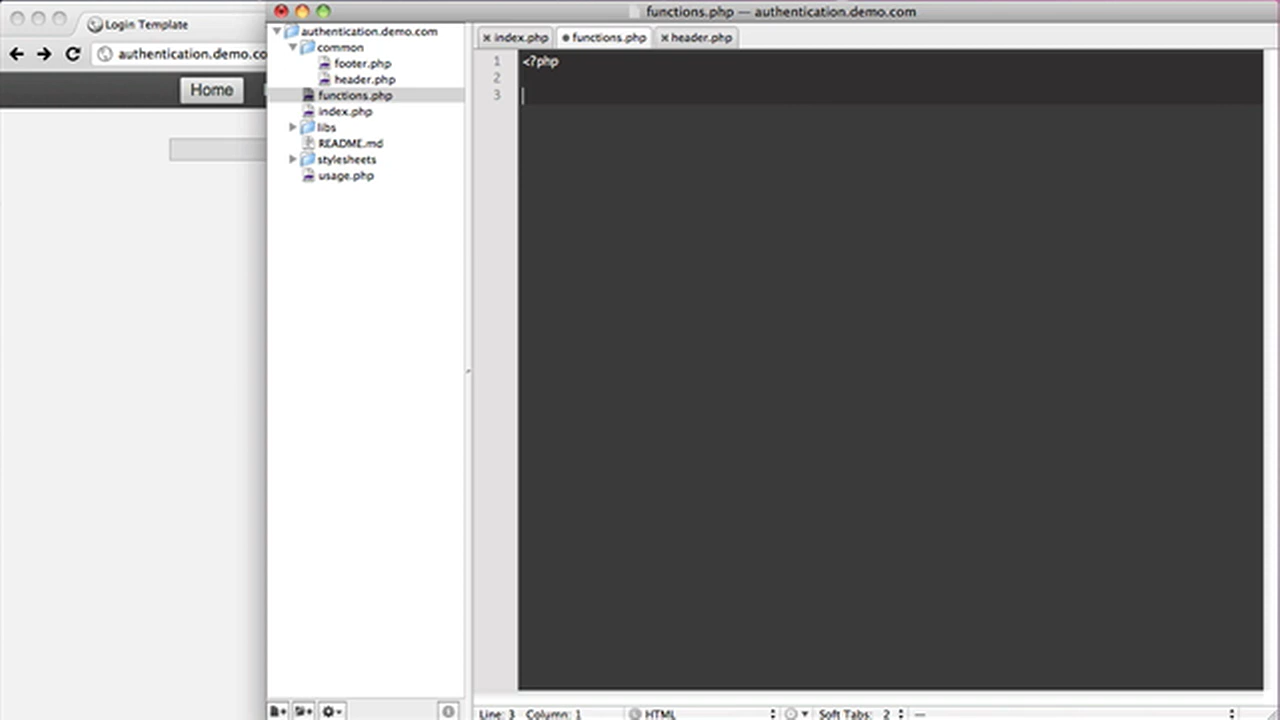 Login Template
authentication.demo.co
Home
functions.php — authentication.demo.com
authentication.demo.com
common
footer.php
header.php
functions.php
index.php
libs
README.md
stylesheets
usage.php
index.php
functions.php
header.php
1 <?php
2
3
Line: 3 Column: 1
HTML
Soft Tabs: 2
—